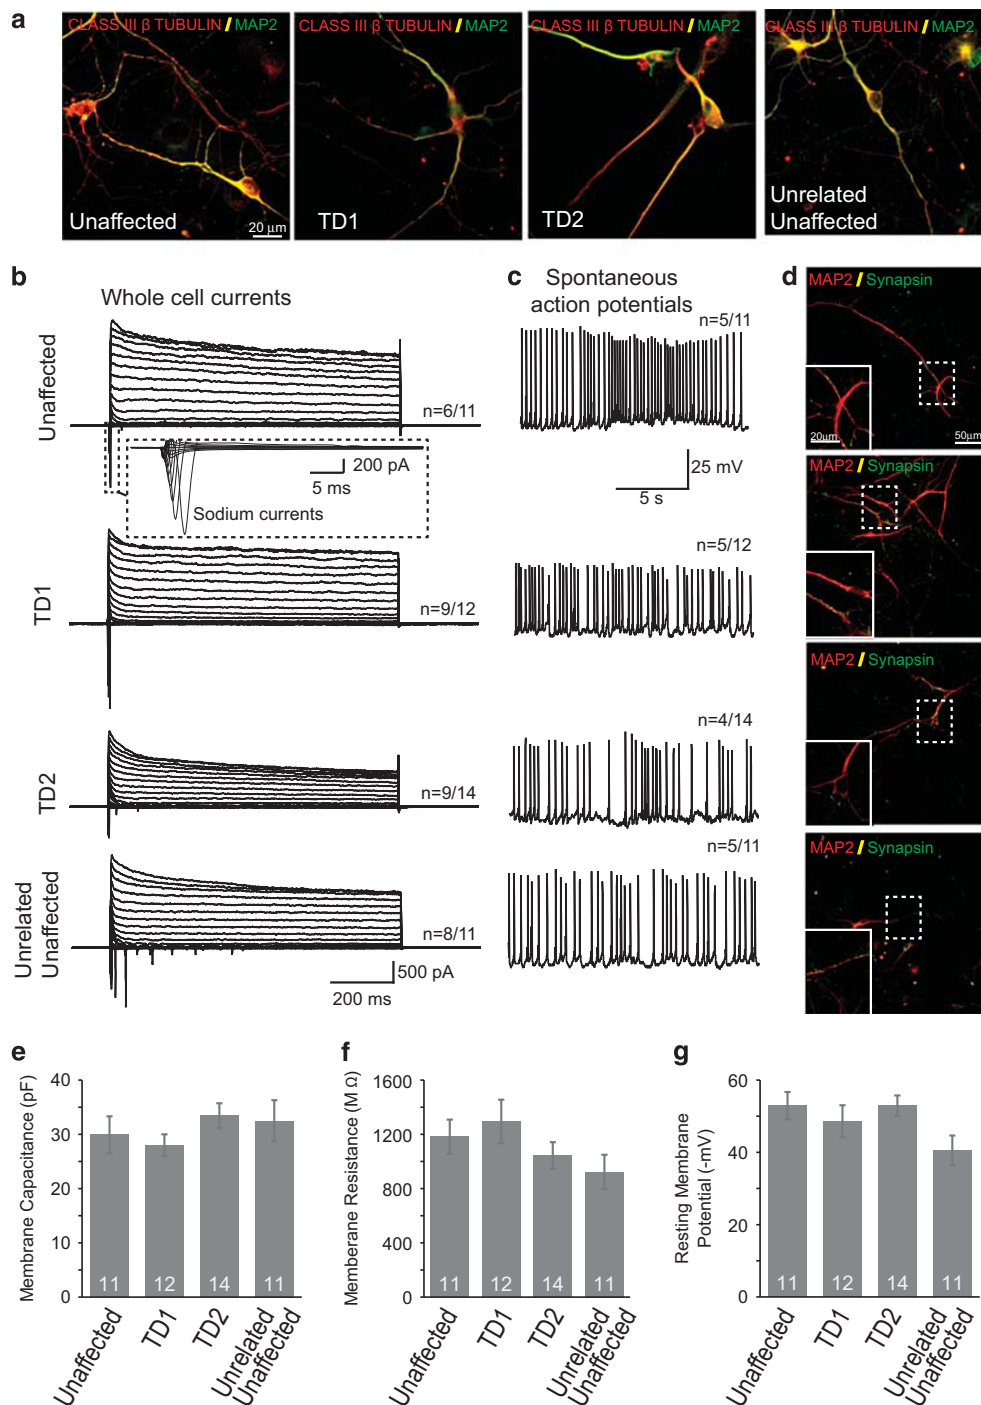 a
CLASS III β TUBULIN / MAP2
CLASS III β TUBULIN / MAP2
CLASS III β TUBULIN / MAP2
CLASS III β TUBULIN / MAP2
Unaffected
20 µm
TD1
TD2
Unrelated
Unaffected
b
Whole cell currents
Unaffected
n=6/11
200 pA
5 ms
Sodium currents
TD1
n=9/12
TD2
n=9/14
Unrelated
Unaffected
n=8/11
500 pA
200 ms
c
Spontaneous
action potentials
n=5/11
25 mV
5 s
n=5/12
n=4/14
n=5/11
d
MAP2 / Synapsin
20µm
50µm
MAP2 / Synapsin
MAP2 / Synapsin
MAP2 / Synapsin
e
Membrane Capacitance (pF)
40
30
20
10
0
11
12
14
11
Unaffected
TD1
TD2
Unrelated
Unaffected
f
Memberane Resistance (M Ω)
1600
1200
800
400
0
11
12
14
11
Unaffected
TD1
TD2
Unrelated
Unaffected
g
Resting Membrane
Potential (-mV)
60
40
20
0
11
12
14
11
Unaffected
TD1
TD2
Unrelated
Unaffected